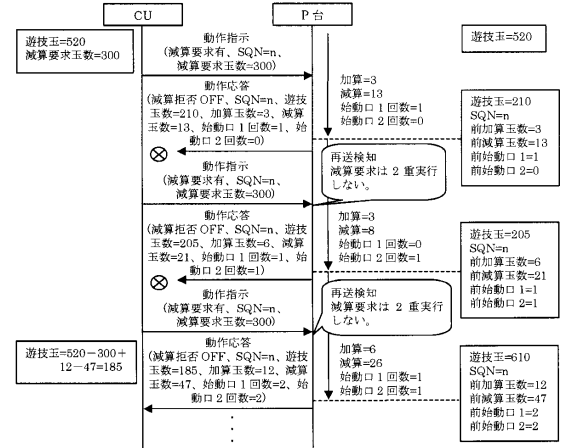 CU
P台
遊技玉=520
減算要求玉数=300
遊技玉=520
動作指示
(減算要求有、SQN=n、
減算要求玉数=300)
加算=3
減算=13
始動口1回数=1
始動口2回数=0
動作応答
(減算拒否OFF、SQN=n、遊技
玉数=210、加算玉数=3、減算
玉数=13、始動口1回数=1、始
動口2回数=0)
遊技玉=210
SQN=n
前加算玉数=3
前減算玉数=13
前始動口1=1
前始動口2=0
動作指示
(減算要求有、SQN=n、
減算要求玉数=300)
再送検知
減算要求は2重実行
しない。
加算=3
減算=8
始動口1回数=0
始動口2回数=1
動作応答
(減算拒否OFF、SQN=n、遊技
玉数=205、加算玉数=6、減算
玉数=21、始動口1回数=1、始
動口2回数=1)
遊技玉=205
SQN=n
前加算玉数=6
前減算玉数=21
前始動口1=1
前始動口2=1
動作指示
(減算要求有、SQN=n、
減算要求玉数=300)
再送検知
減算要求は2重実行
しない。
加算=6
減算=26
始動口1回数=1
始動口2回数=1
遊技玉=520−300+
12−47=185
動作応答
(減算拒否OFF、SQN=n、遊技
玉数=185、加算玉数=12、減算
玉数=47、始動口1回数=2、始
動口2回数=2)
遊技玉=610
SQN=n
前加算玉数=12
前減算玉数=47
前始動口1=2
前始動口2=2